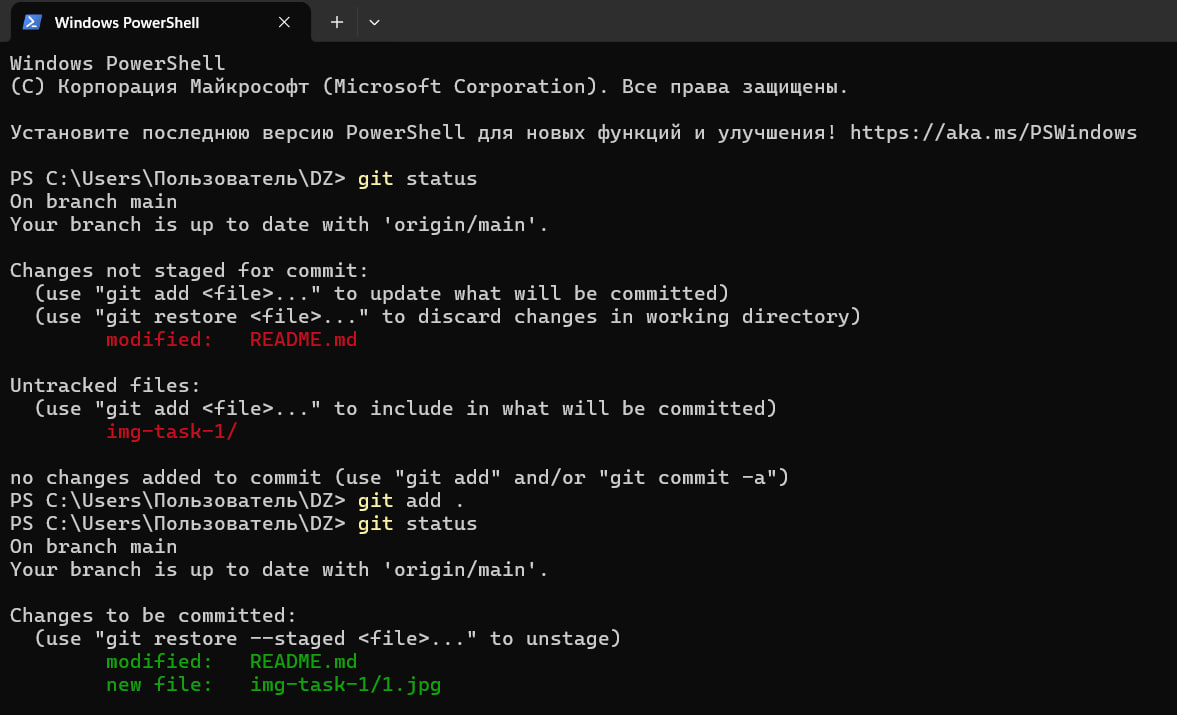 Windows PowerShell
Windows PowerShell
(C) Корпорация Майкрософт (Microsoft Corporation). Все права защищены.
Установите последнюю версию PowerShell для новых функций и улучшения! https://aka.ms/PSWindows
PS C:\Users\Пользователь\DZ> git status
On branch main
Your branch is up to date with 'origin/main'.
Changes not staged for commit:
  (use "git add <file>..." to update what will be committed)
  (use "git restore <file>..." to discard changes in working directory)
        modified:   README.md
Untracked files:
  (use "git add <file>..." to include in what will be committed)
        img-task-1/
no changes added to commit (use "git add" and/or "git commit -a")
PS C:\Users\Пользователь\DZ> git add .
PS C:\Users\Пользователь\DZ> git status
On branch main
Your branch is up to date with 'origin/main'.
Changes to be committed:
  (use "git restore --staged <file>..." to unstage)
        modified:   README.md
        new file:   img-task-1/1.jpg